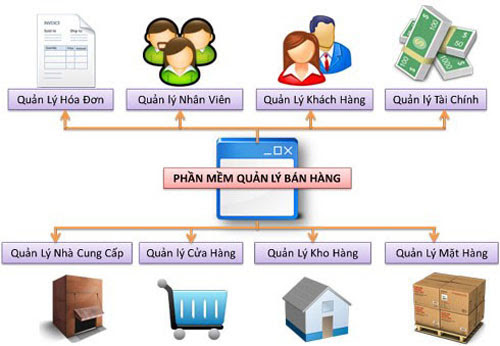 INVOICE
Quản Lý Hóa Đơn
Quản lý Nhân Viên
Quản Lý Khách Hàng
Quản lý Tài Chính
PHẦN MỀM QUẢN LÝ BÁN HÀNG
Quản Lý Nhà Cung Cấp
Quản lý Cửa Hàng
Quản Lý Kho Hàng
Quản Lý Mặt Hàng